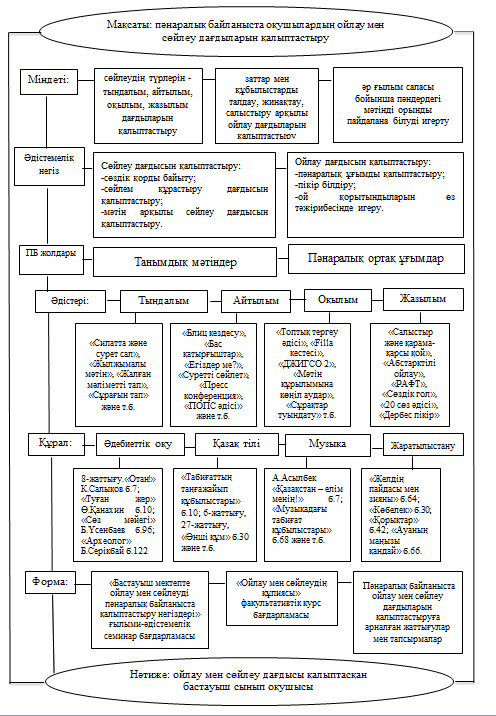 Мақсаты: пәнаралық байланыста оқушылардың ойлау мен
сөйлеу дағдыларын қалыптастыру
Міндеті:
сөйлеудің түрлерін -
тыңдалым, айтылым,
оқылым, жазылым
дағдыларын
қалыптастыру
заттар мен
құбылыстарды
талдау, жинақтау,
салыстыру арқылы
ойлау дағдыларын
қалыптастыру
әр ғылым саласы
бойынша пәндердегі
мәтінді орынды
пайдалана білуді игерту
Әдістемелік
негіз
Сөйлеу дағдысын қалыптастыру:
-сөздік қорды байыту;
-сөйлем құрастыру дағдысын
қалыптастыру;
-мәтін арқылы сөйлеу дағдысын
қалыптастыру.
Ойлау дағдысын қалыптастыру:
-пәнаралық ұғымды қалыптастыру;
-пікір білдіру;
-ой қорытындыларын өз
тәжірибесінде игеру.
ПБ жолдары
Танымдық мәтіндер
Пәнаралық ортақ ұғымдар
Әдістері:
Тыңдалым
Айтылым
Оқылым
Жазылым
«Сипатта және
сурет сал»,
«Жылжымалы
мәтін», «Жалған
мәліметті тап»,
«Сұрағын тап»
және т.б.
«Блиц кездесу»,
«Бас
қатырғыштар»,
«Егіздер ме?»,
«Суретті сөйлет»,
«Пресс
конференция»,
«ПОПС әдісі»
және т.б.
«Топтық тергеу
әдісі», «Filla
кестесі»,
«ДЖИГСО 2»,
«Мәтін
құрылымына
көңіл аудар»,
«Сұрақтар
туындату» т.б.
«Салыстыр
және қарама-
қарсы қой»,
«Абстарктілі
ойлау»,
«РАФТ»,
«Сөздік гол»,
«20 сөз әдісі»,
«Дербес пікір»
Құрал:
Әдебиеттік оқу
Қазақ тілі
Музыка
Жаратылыстану
8-жаттығу.«Отан!»
Қ.Салықов б.7;
«Туған жер»
Ө.Қанахин б.10;
«Сөз мәйегі»
Б.Үсенбаев б.96;
«Археолог»
Б.Серікбай б.122
«Табиғаттың
таңғажайып
құбылыстары»
б.10; 6-жаттығу,
27-жаттығу,
«Әнші құм» б.30
және т.б.
А.Асылбек
«Қазақстан – елім
менің!» б.7;
«Музыкадағы
табиғат
құбылыстары»
б.68 және т.б.
«Желдің
пайдасы мен
зияны» б.64;
«Көбелек» б.30;
«Қорықтар»
б.42; «Ауаның
маңызы
қандай» б.66.
Форма:
«Бастауыш мектепте
ойлау мен сөйлеуді
пәнаралық байланыста
қалыптастыру негіздері»
ғылыми-әдістемелік
семинар бағдарламасы
«Ойлау мен сөйлеудің
құпиясы»
факультативтік курс
бағдарламасы
Пәнаралық байланыста
ойлау мен сөйлеу
дағдыларын
қалыптастыруға
арналған жаттығулар
мен тапсырмалар
Нәтиже: ойлау мен сөйлеу дағдысы қалыптасқан
бастауыш сынып оқушысы